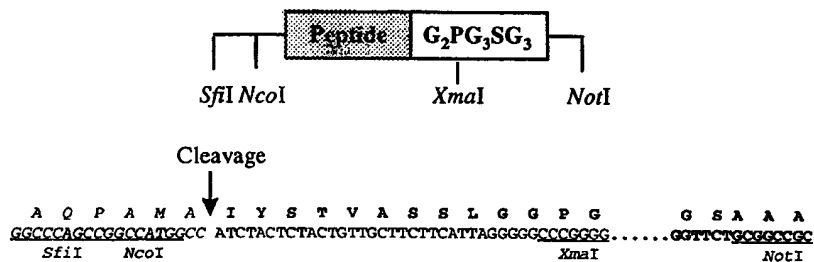 Peptide G₂PG₃SG₃
SfiI NcoI XmaI NotI
Cleavage
A Q P A M A I Y S T V A S S L G G P G G S A A A
GGCCCAGCCGGCCATGGCC ATCTACTCTACTGTTGCTTCTTCATTAGGGGGCCCGGGG......GGTTCTGCGGCCGC
SfiI NcoI XmaI NotI